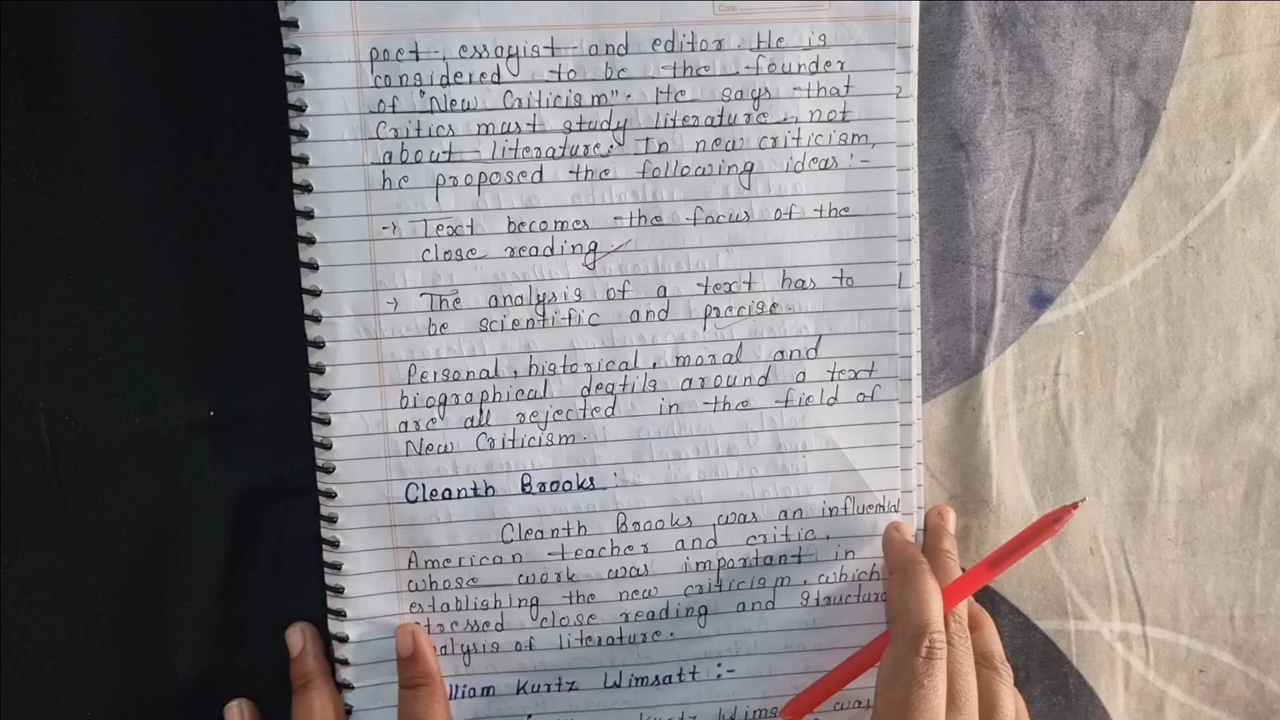 Date
poet, essayist and editor. He is
considered to be the founder
of "New Criticism". He says that
Critics must study literature, not
about literature. In new criticism,
he proposed the following ideas:-
→ Text becomes the focus of the
close reading.
→ The analysis of a text has to
be scientific and precise.
Personal, historical, moral and
biographical deatils around a text
are all rejected in the field of
New Criticism.
Cleanth Brooks:
Cleanth Brooks was an influential
American teacher and critic,
whose work was important in
establishing the new criticism, which
stressed close reading and structura
alysis of literature.
lliam Kurtz Wimsatt :-
Kurtz Wims was